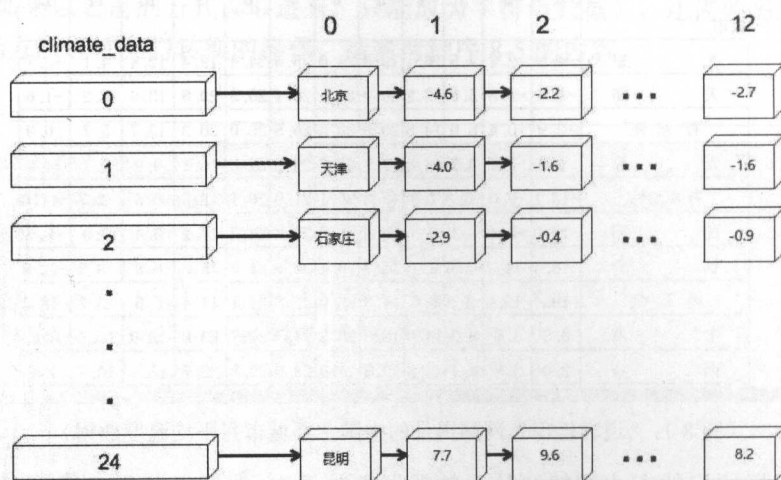 0 1 2 12
climate_data
0 北京 -4.6 -2.2 ▪▪▪ -2.7
1 天津 -4.0 -1.6 ▪▪▪ -1.6
2 石家庄 -2.9 -0.4 ▪▪▪ -0.9
24 昆明 7.7 9.6 ▪▪▪ 8.2